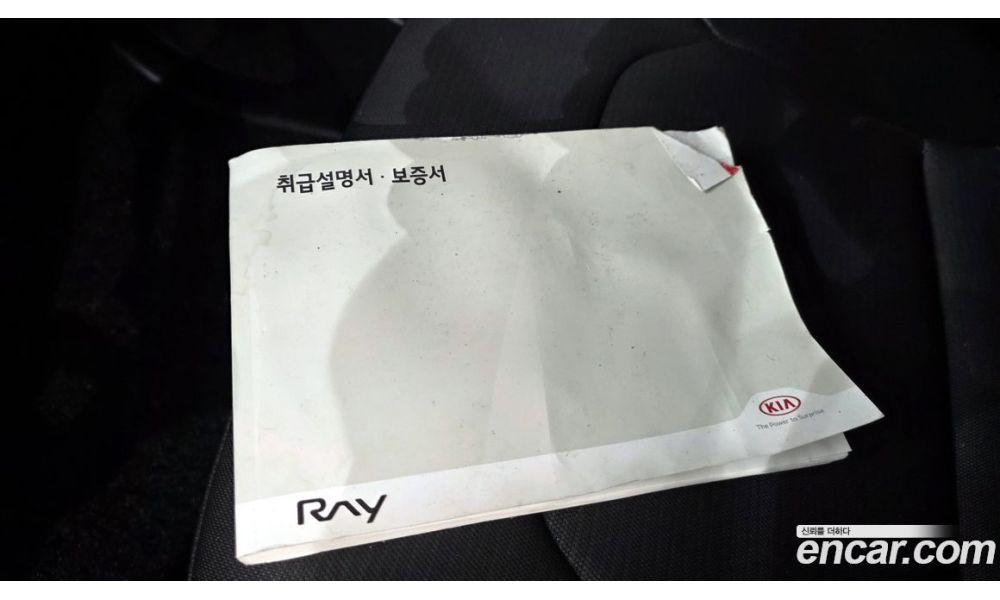 취급설명서 · 보증서
KIA
The Power to Surprise
RAY
신뢰를 더하다
encar.com